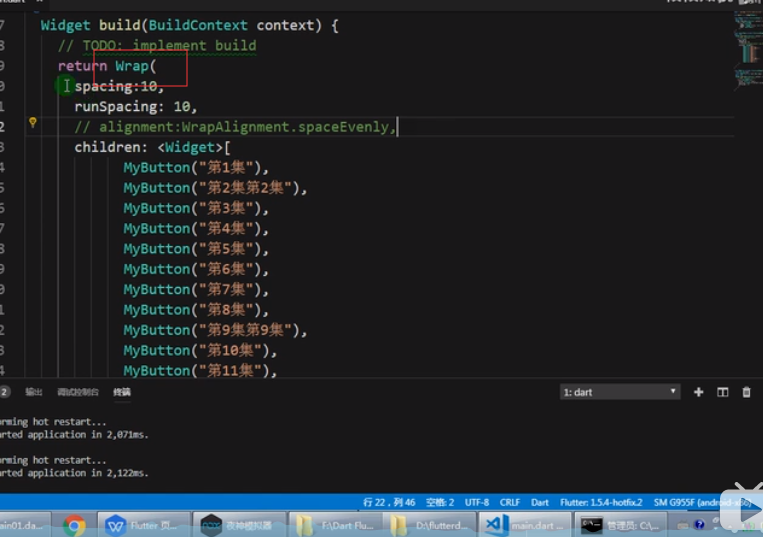 Widget build(BuildContext context) {
// TODO: implement build
return Wrap(
spacing:10,
runSpacing: 10,
// alignment:WrapAlignment.spaceEvenly,
children: <Widget>[
MyButton("第1集"),
MyButton("第2集第2集"),
MyButton("第3集"),
MyButton("第4集"),
MyButton("第5集"),
MyButton("第6集"),
MyButton("第7集"),
MyButton("第8集"),
MyButton("第9集第9集"),
MyButton("第10集"),
MyButton("第11集"),
2 输出 调试控制台 终端 1: dart
orming hot restart...
arted application in 2,071ms.
orming hot restart...
arted application in 2,122ms.
行 22，列 46 空格: 2 UTF-8 CRLF Dart Flutter: 1.5.4-hotfix.2 SM G955F (android-x86)
ain01.da... Flutter 页... 夜神模拟器 F:\Dart Flu... D:\flutterd... main.dart ... 管理员: C:\...